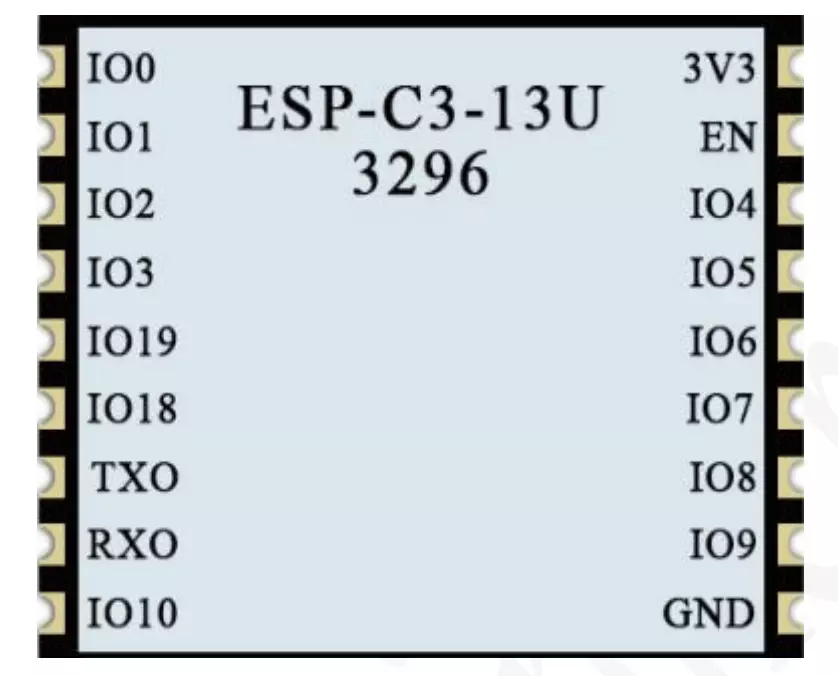 IO0
IO1
IO2
IO3
IO19
IO18
TXO
RXO
IO10
ESP-C3-13U
3296
3V3
EN
IO4
IO5
IO6
IO7
IO8
IO9
GND